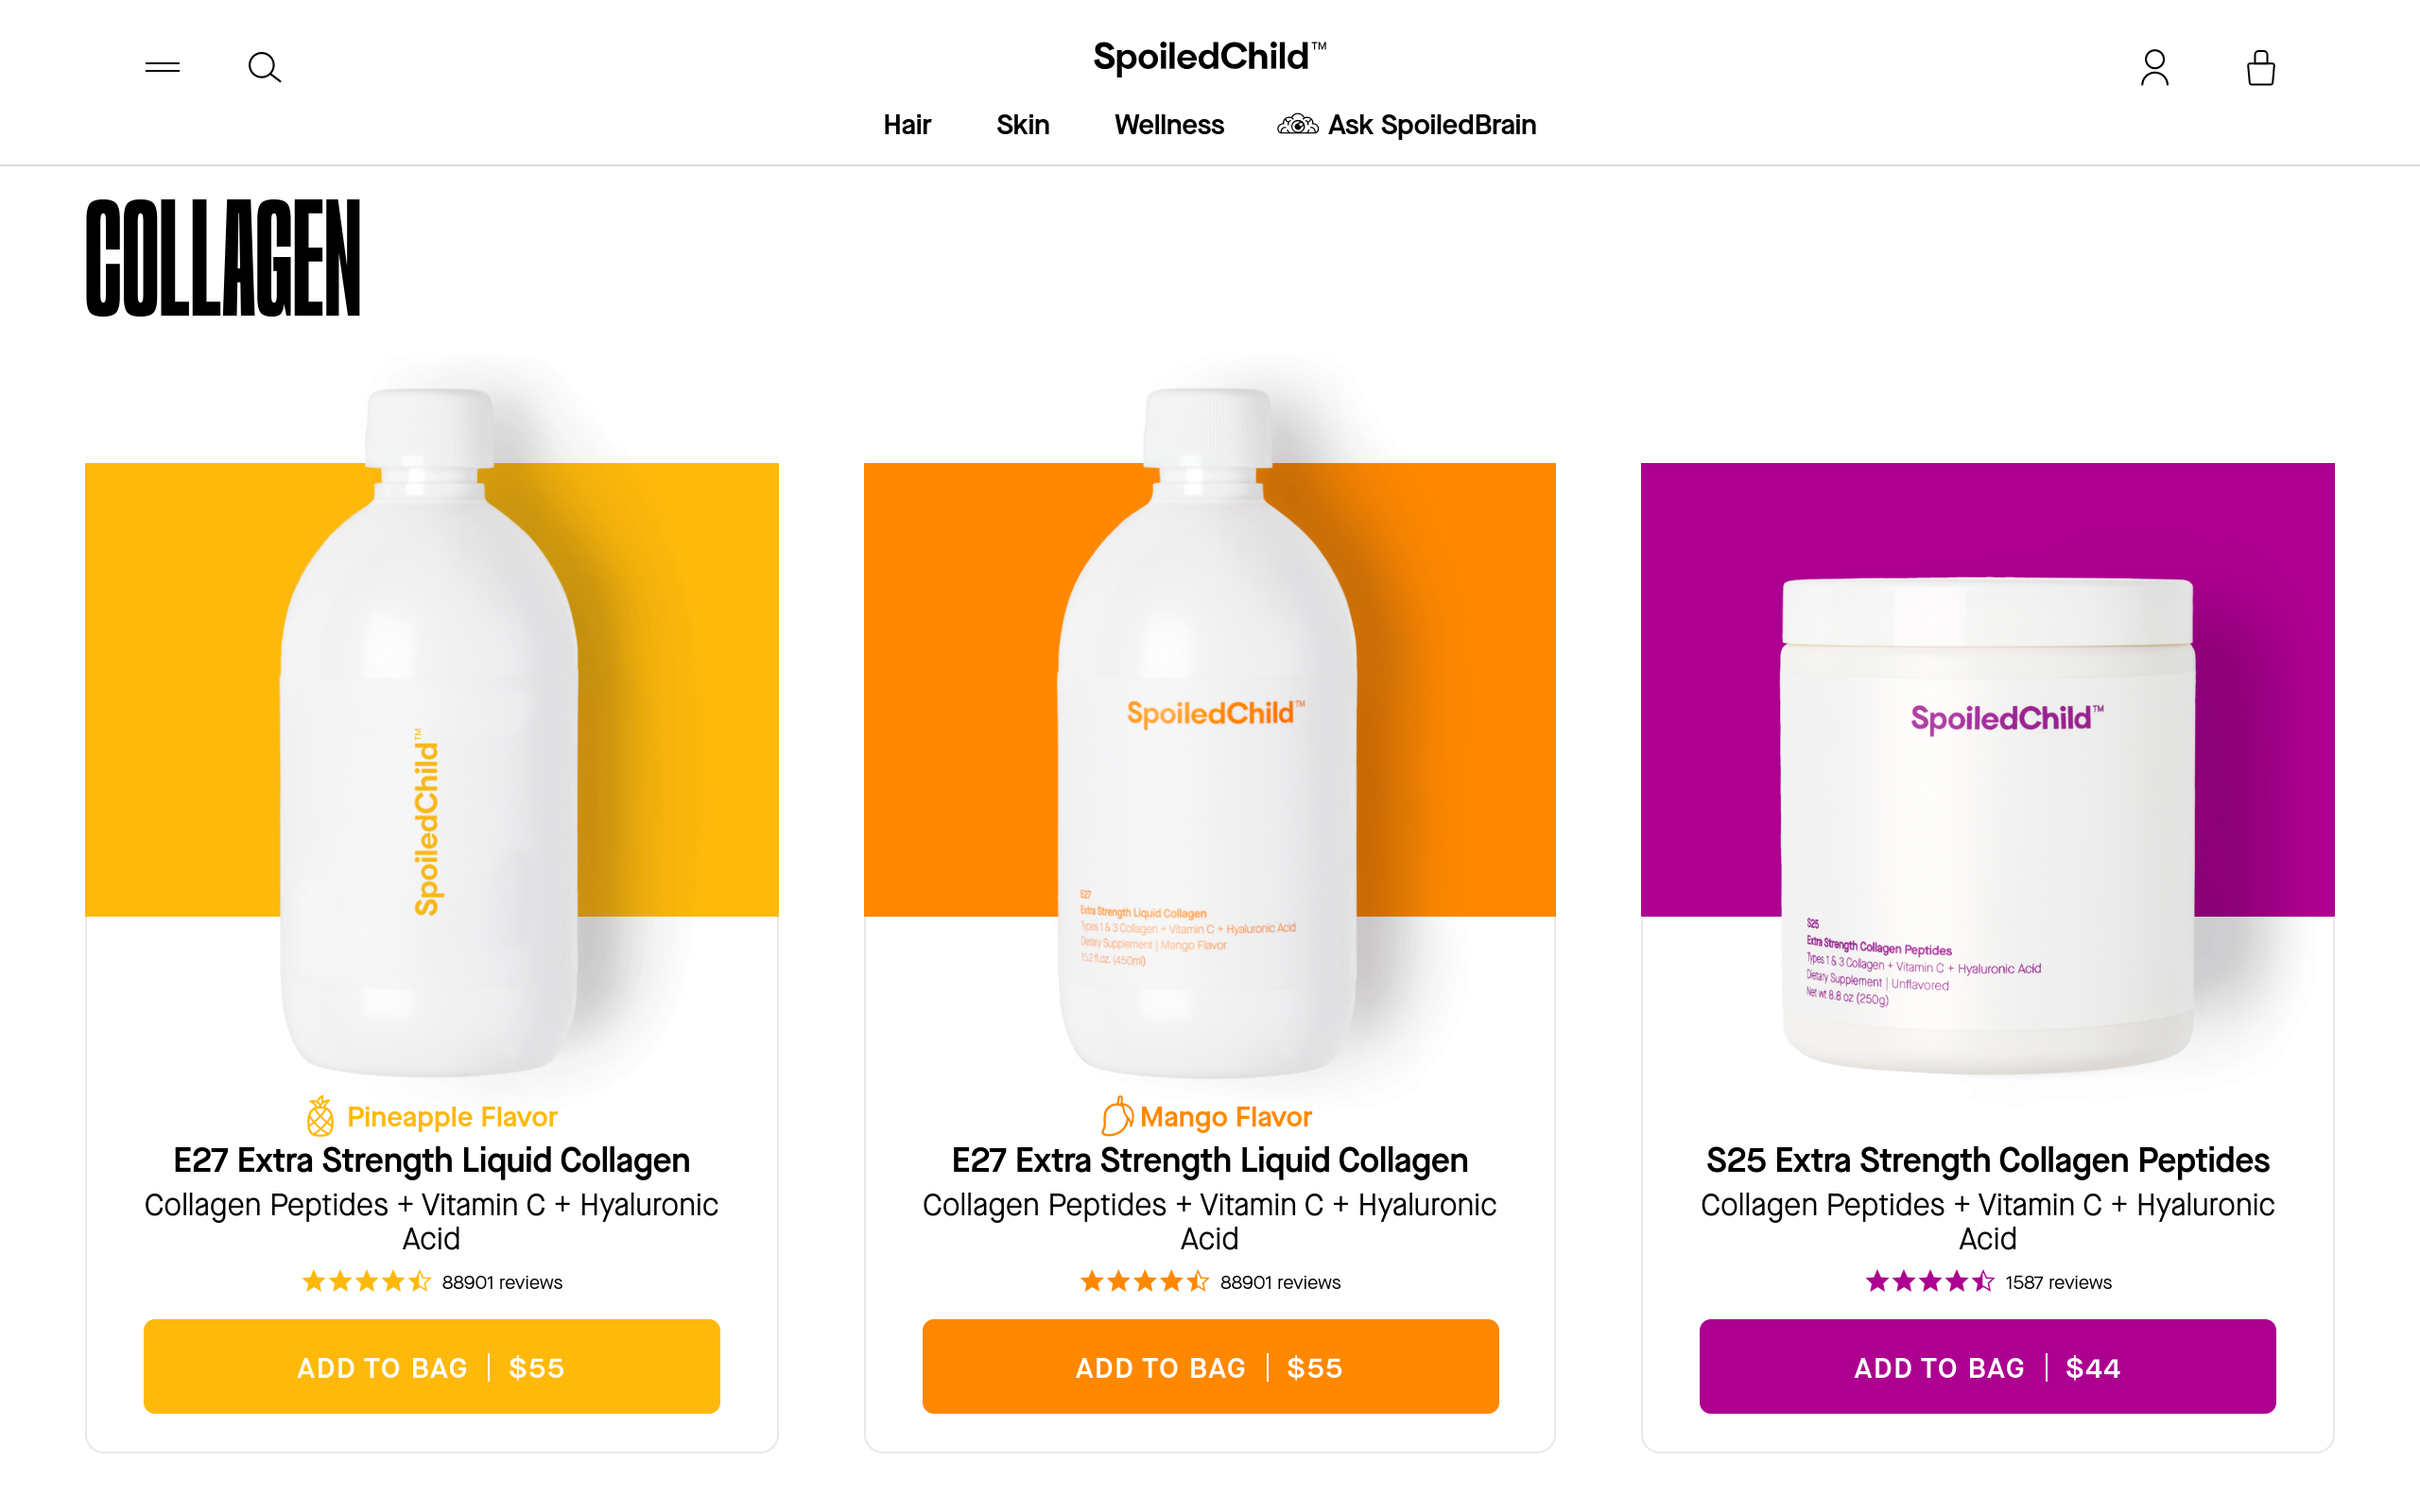 SpoiledChild™
Hair Skin Wellness Ask SpoiledBrain
COLLAGEN
SpoiledChild™
Pineapple Flavor
E27 Extra Strength Liquid Collagen
Collagen Peptides + Vitamin C + Hyaluronic
Acid
88901 reviews
ADD TO BAG | $55
SpoiledChild™
E27
Extra Strength Liquid Collagen
Types 1 & 3 Collagen + Vitamin C + Hyaluronic Acid
Dietary Supplement | Mango Flavor
15.2 fl.oz. (450ml)
Mango Flavor
E27 Extra Strength Liquid Collagen
Collagen Peptides + Vitamin C + Hyaluronic
Acid
88901 reviews
ADD TO BAG | $55
SpoiledChild™
S25
Extra Strength Collagen Peptides
Types 1 & 3 Collagen + Vitamin C + Hyaluronic Acid
Dietary Supplement | Unflavored
Net wt 8.8 oz (250g)
S25 Extra Strength Collagen Peptides
Collagen Peptides + Vitamin C + Hyaluronic
Acid
1587 reviews
ADD TO BAG | $44